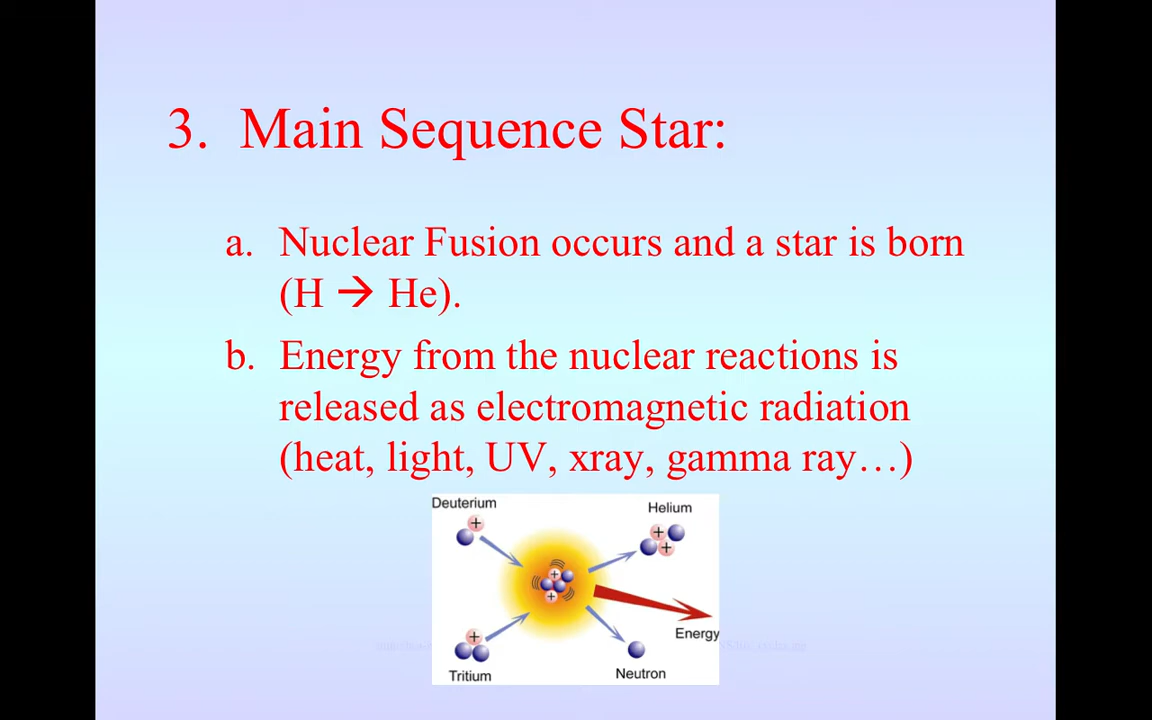 3. Main Sequence Star:
a. Nuclear Fusion occurs and a star is born
(H → He).
b. Energy from the nuclear reactions is
released as electromagnetic radiation
(heat, light, UV, xray, gamma ray…)
Deuterium
Helium
+
+
+
+
+
+
Energy
Tritium
Neutron